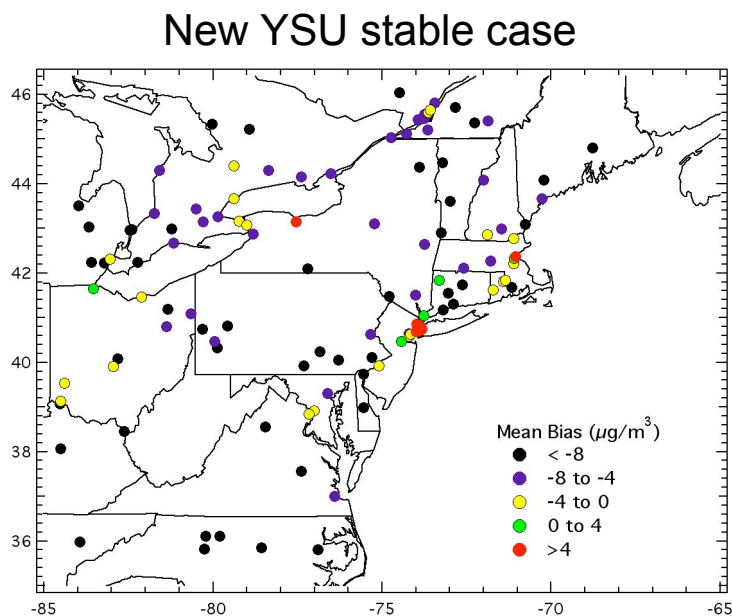 New YSU stable case
46
44
42
40
38
36
Mean Bias (µg/m³)
< -8
-8 to -4
-4 to 0
0 to 4
>4
-85
-80
-75
-70
-65